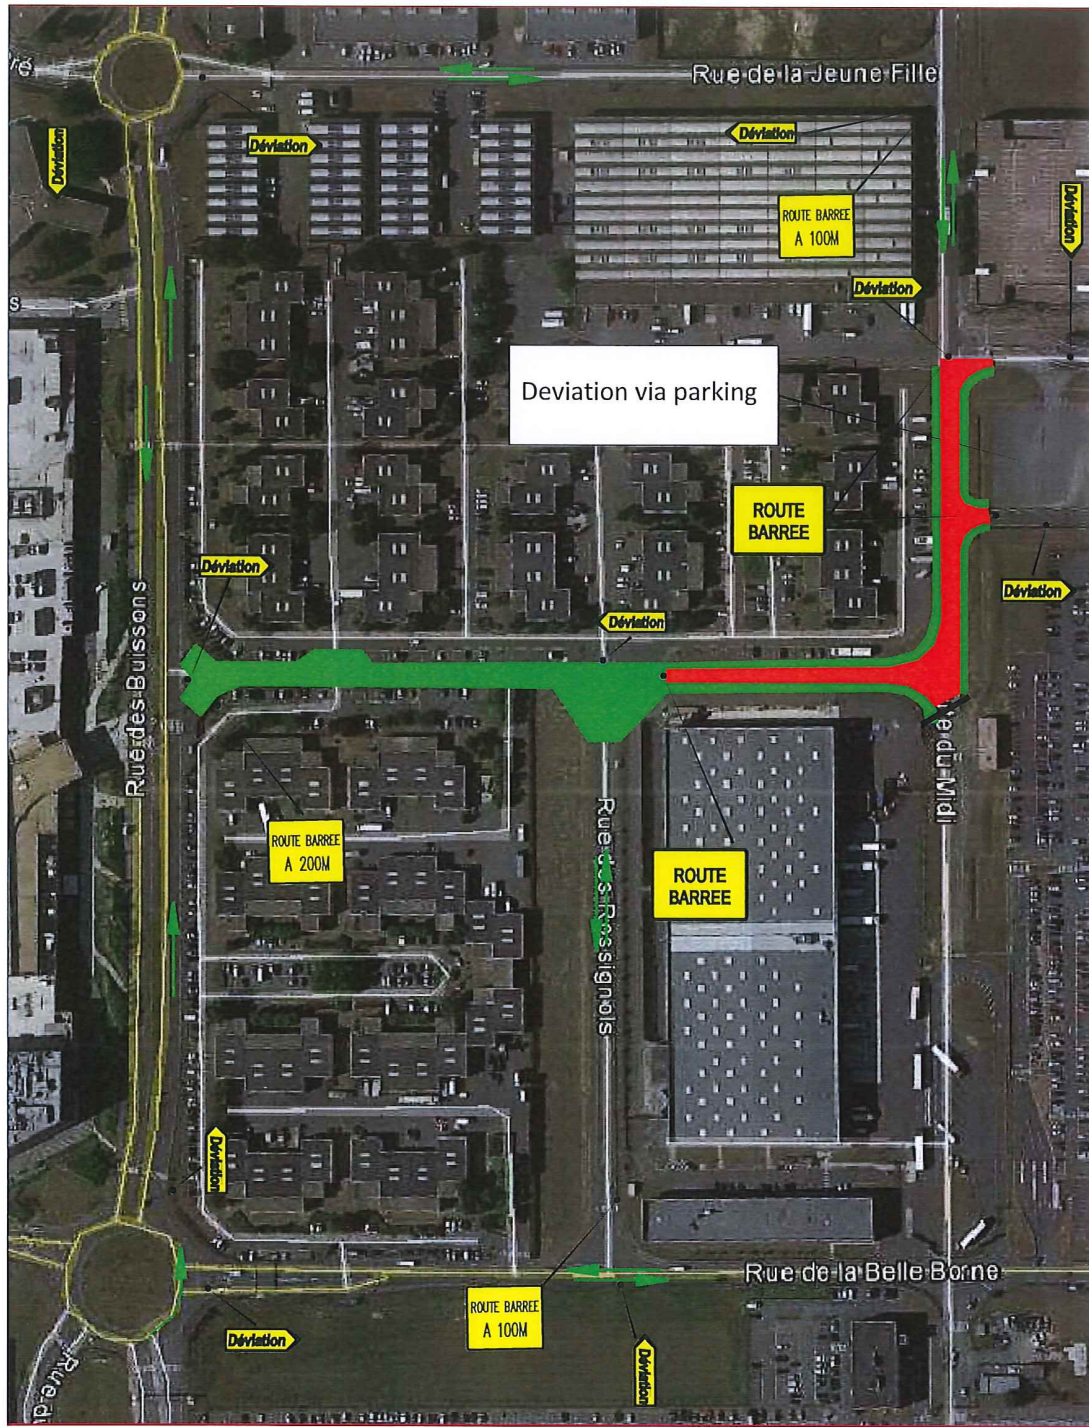 Rue de la Jeune Fille
Déviation
Déviation
Déviation
Déviation
ROUTE BARREE
A 100M
Déviation
Deviation via parking
ROUTE
BARREE
Déviation
Déviation
Déviation
Rue des Buissons
ROUTE BARREE
A 200M
Rue des Rossignols
du Midi
ROUTE
BARREE
Déviation
Rue de la Belle Borne
ROUTE BARREE
A 100M
Déviation
Déviation